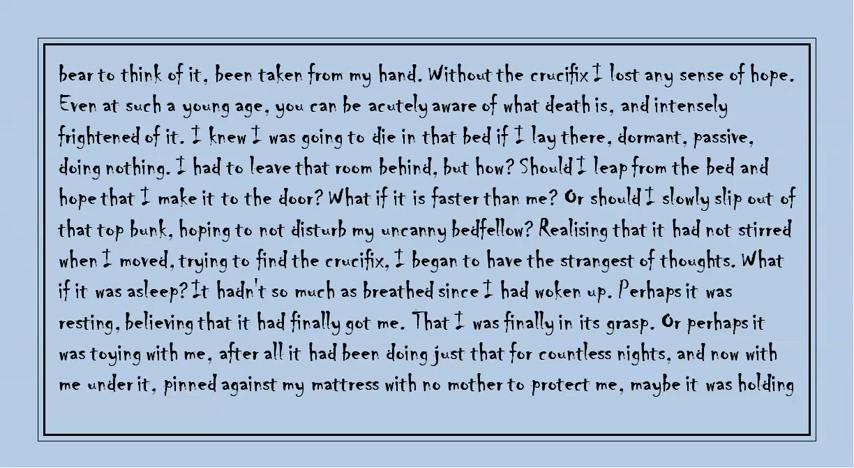 bear to think of it, been taken from my hand. Without the crucifix I lost any sense of hope.
Even at such a young age, you can be acutely aware of what death is, and intensely
frightened of it. I knew I was going to die in that bed if I lay there, dormant, passive,
doing nothing. I had to leave that room behind, but how? Should I leap from the bed and
hope that I make it to the door? What if it is faster than me? Or should I slowly slip out of
that top bunk, hoping to not disturb my uncanny bedfellow? Realising that it had not stirred
when I moved, trying to find the crucifix, I began to have the strangest of thoughts. What
if it was asleep? It hadn't so much as breathed since I had woken up. Perhaps it was
resting, believing that it had finally got me. That I was finally in its grasp. Or perhaps it
was toying with me, after all it had been doing just that for countless nights, and now with
me under it, pinned against my mattress with no mother to protect me, maybe it was holding